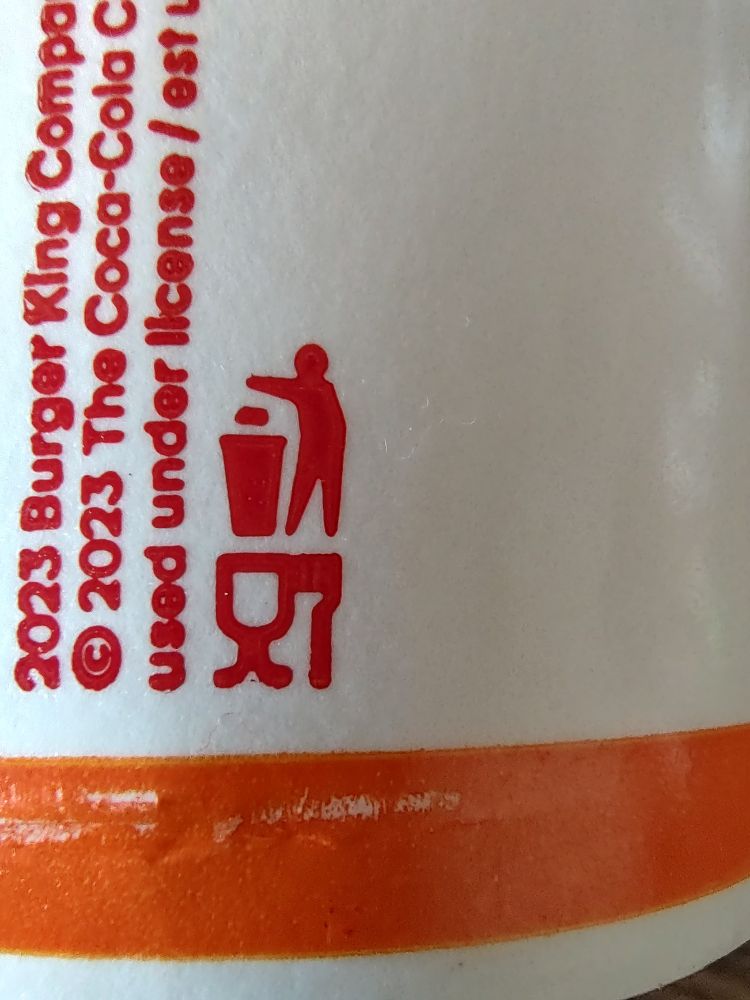 2023 Burger King Compa
© 2023 The Coca-Cola C
used under license / est u